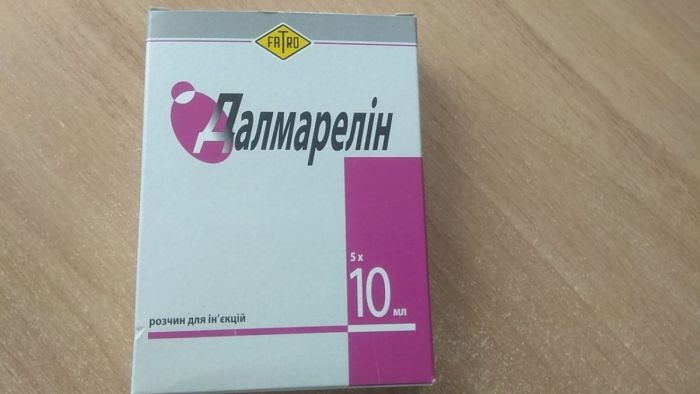 FATRO
Далмарелін
5 x
10 мл
розчин для ін'єкцій